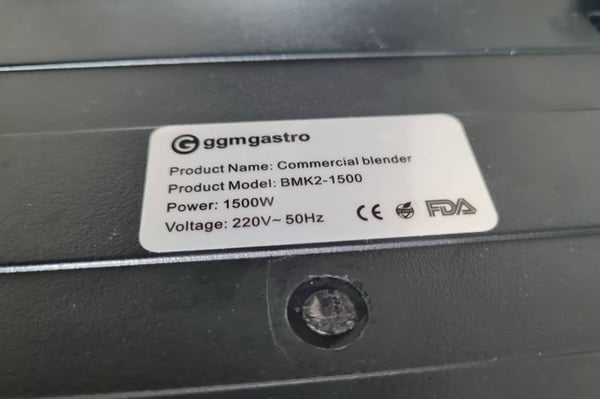 ggmgastro
Product Name: Commercial blender
Product Model: BMK2-1500
Power: 1500W
Voltage: 220V~ 50Hz
CE FDA